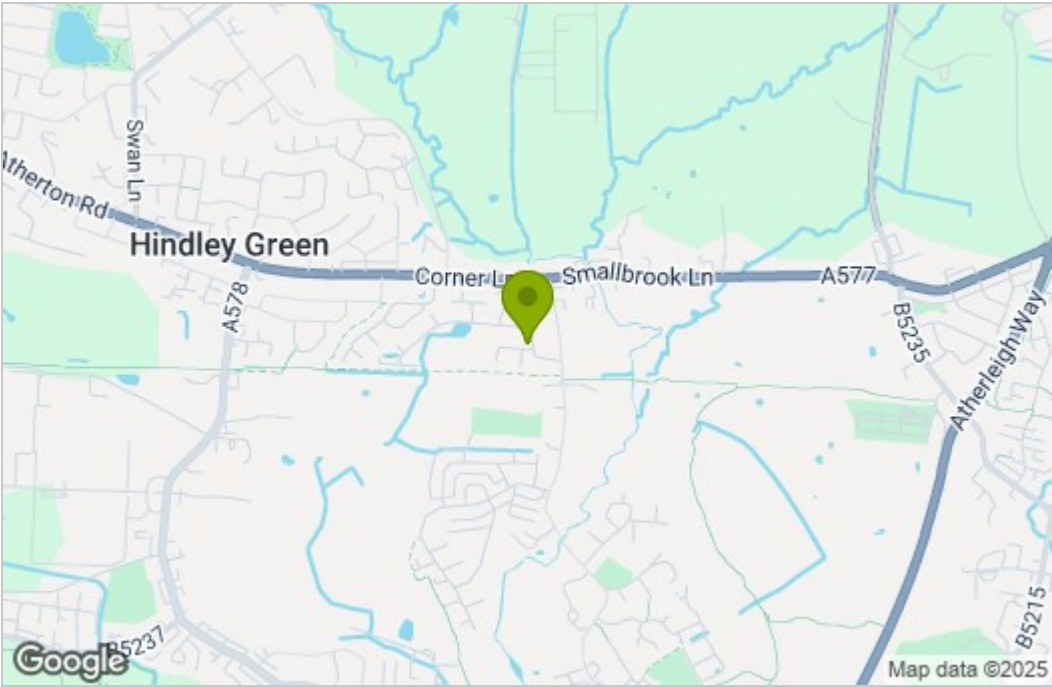 Swan Ln
Atherton Rd
Hindley Green
Corner Ln
Smallbrook Ln
A577
A578
B5235
Atherleigh Way
B5237
B5215
Google
Map data ©2025